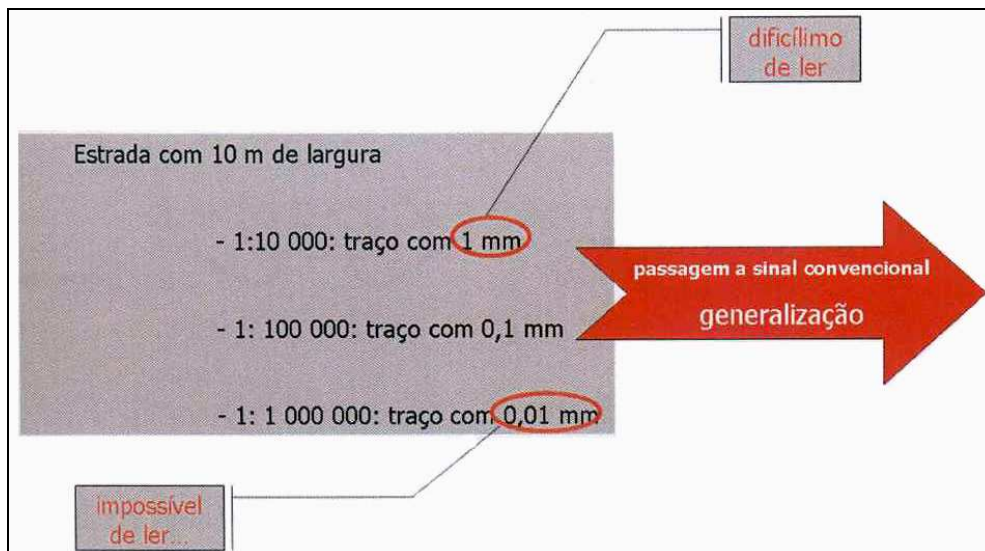 dificílimo
de ler
Estrada com 10 m de largura
- 1:10 000: traço com 1 mm
passagem a sinal convencional
generalização
- 1: 100 000: traço com 0,1 mm
- 1: 1 000 000: traço com 0,01 mm
impossível
de ler...